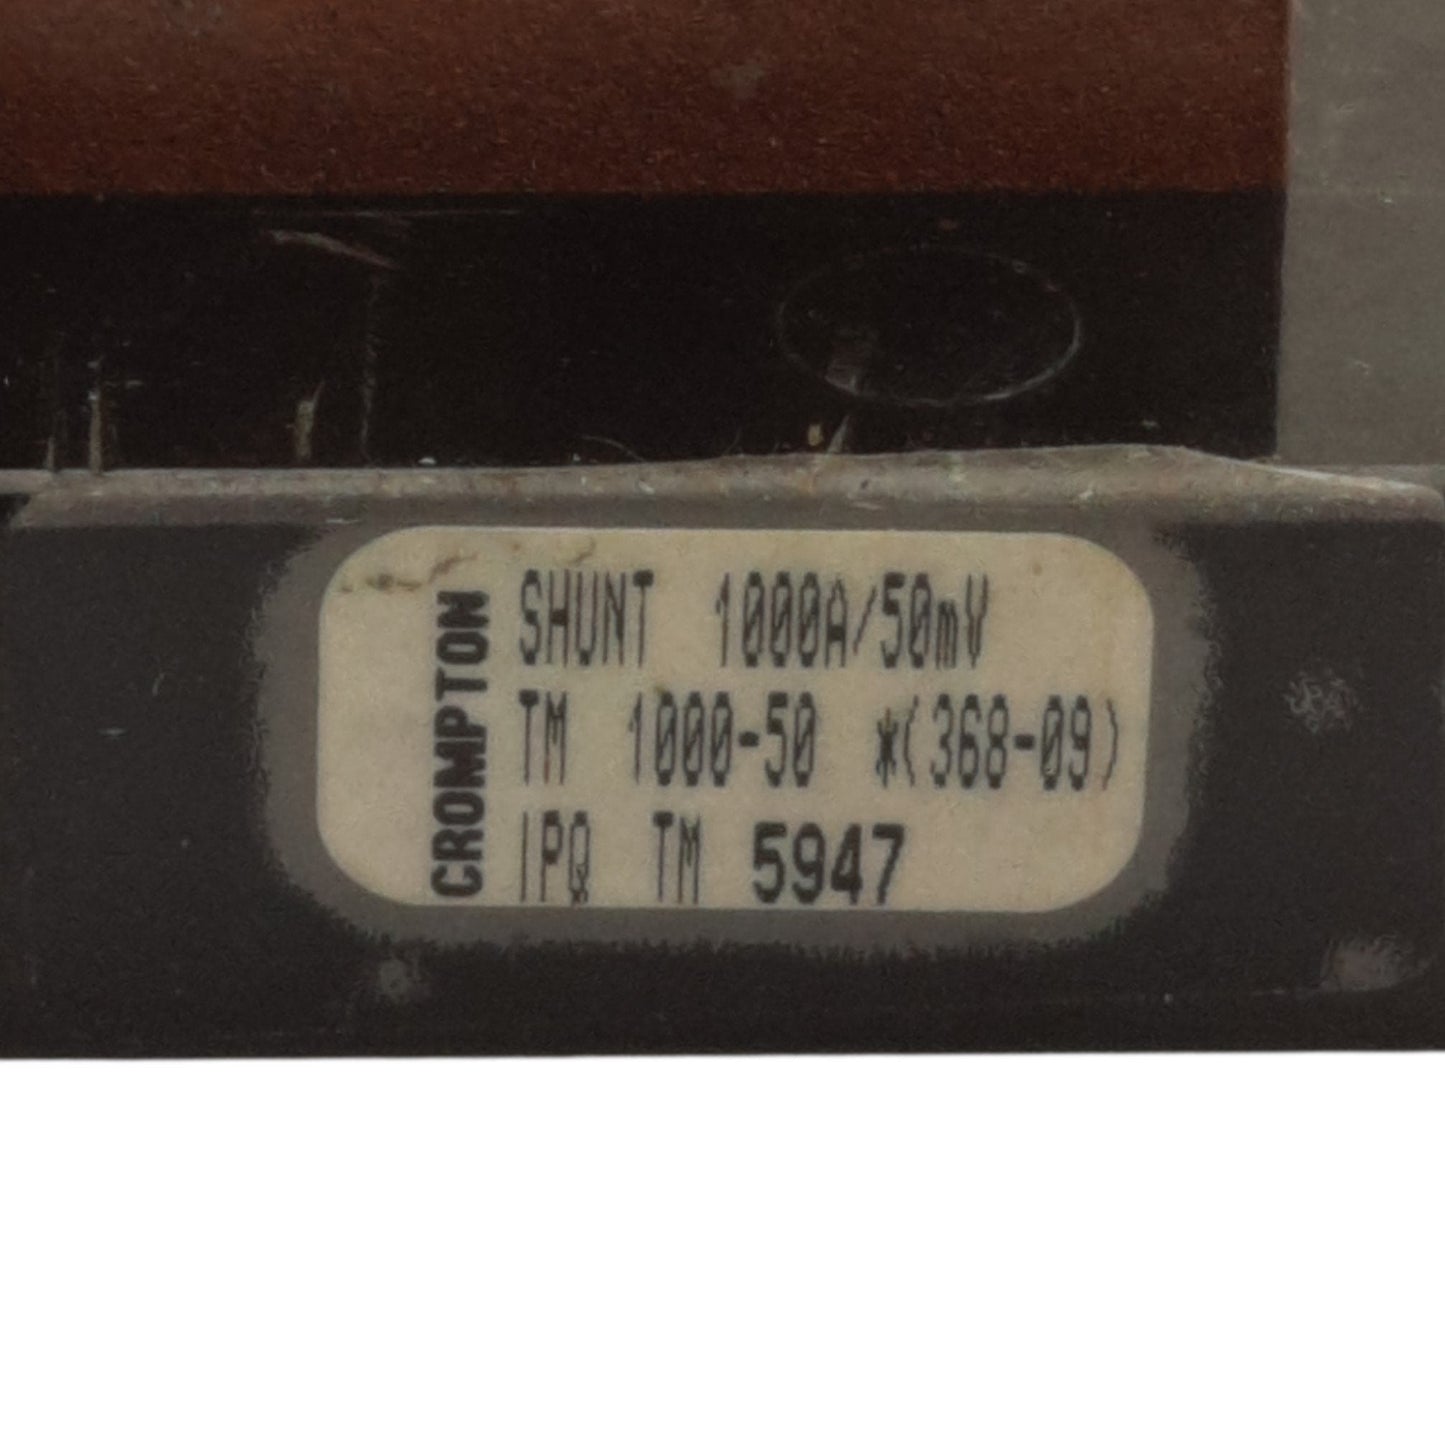 CROMPTON
SHUNT 1000A/50mV
TM 1000-50 *(368-09)
IPQ TM 5947